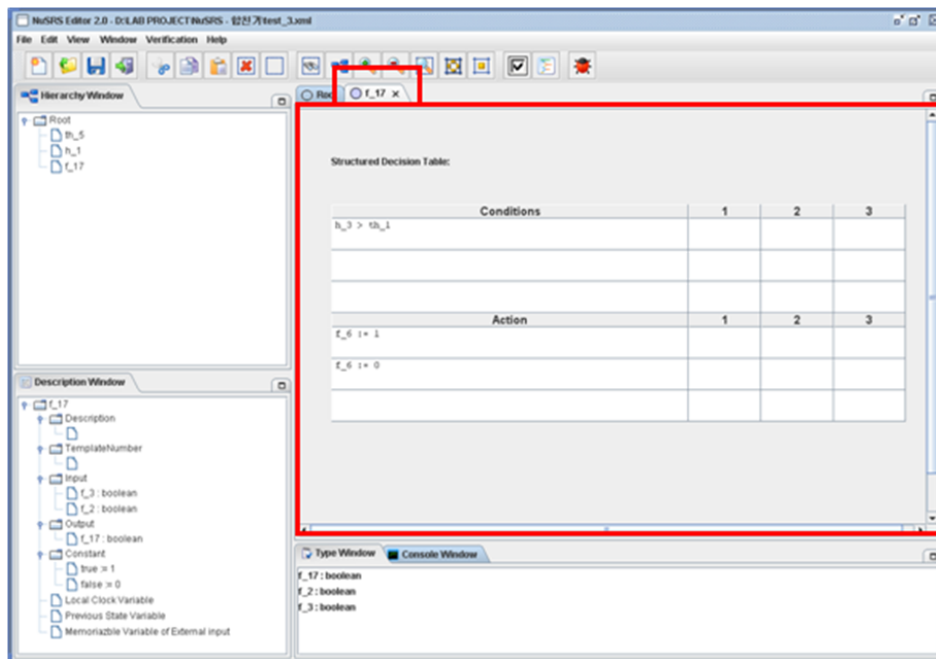 NuSRS Editor 2.0 - D:\LAB PROJECT\NuSRS - 합친거\test_3.xml
File Edit View Window Verification Help
Hierarchy Window
Root
th_5
h_1
f_17
f_17
Structured Decision Table:
Conditions 1 2 3
h_3 > th_1
Action 1 2 3
f_6 := 1
f_6 := 0
Description Window
f_17
Description
TemplateNumber
Input
f_3 : boolean
f_2 : boolean
Output
f_17 : boolean
Constant
true := 1
false := 0
Local Clock Variable
Previous State Variable
Memoriazble Variable of External input
Type Window Console Window
f_17 : boolean
f_2 : boolean
f_3 : boolean